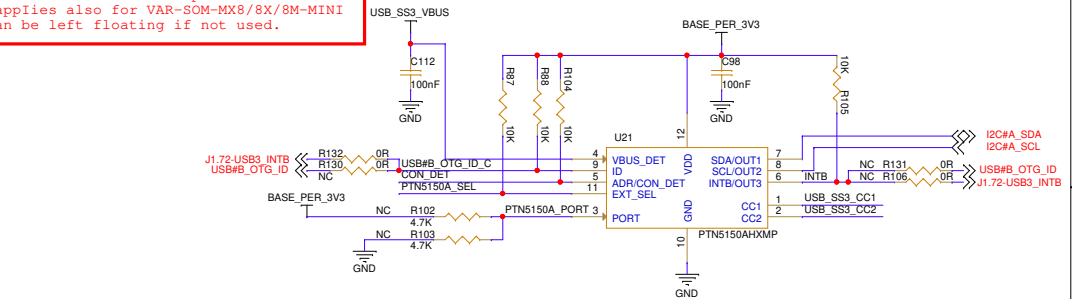 applies also for VAR-SOM-MX8/8X/8M-MINI
an be left floating if not used.
USB_SS3_VBUS
BASE_PER_3V3
C112
100nF
GND
R87
10K
R88
10K
R104
10K
C98
100nF
GND
10K
R105
U21
12
VDD
J1.72-USB3_INTB
USB#B_OTG_ID
R132
0R
R130
0R
NC
USB#B_OTG_ID_C
CON_DET
PTN5150A_SEL
4
VBUS_DET
9
ID
5
ADR/CON_DET
11
EXT_SEL
3
PORT
SDA/OUT1
7
SCL/OUT2
8
INTB/OUT3
6
INTB
CC1
1
USB_SS3_CC1
CC2
2
USB_SS3_CC2
GND
10
PTN5150AHXMP
GND
I2C#A_SDA
I2C#A_SCL
NC
R131
0R
USB#B_OTG_ID
NC
R106
0R
J1.72-USB3_INTB
BASE_PER_3V3
NC
R102
4.7K
PTN5150A_PORT
NC
R103
4.7K
GND